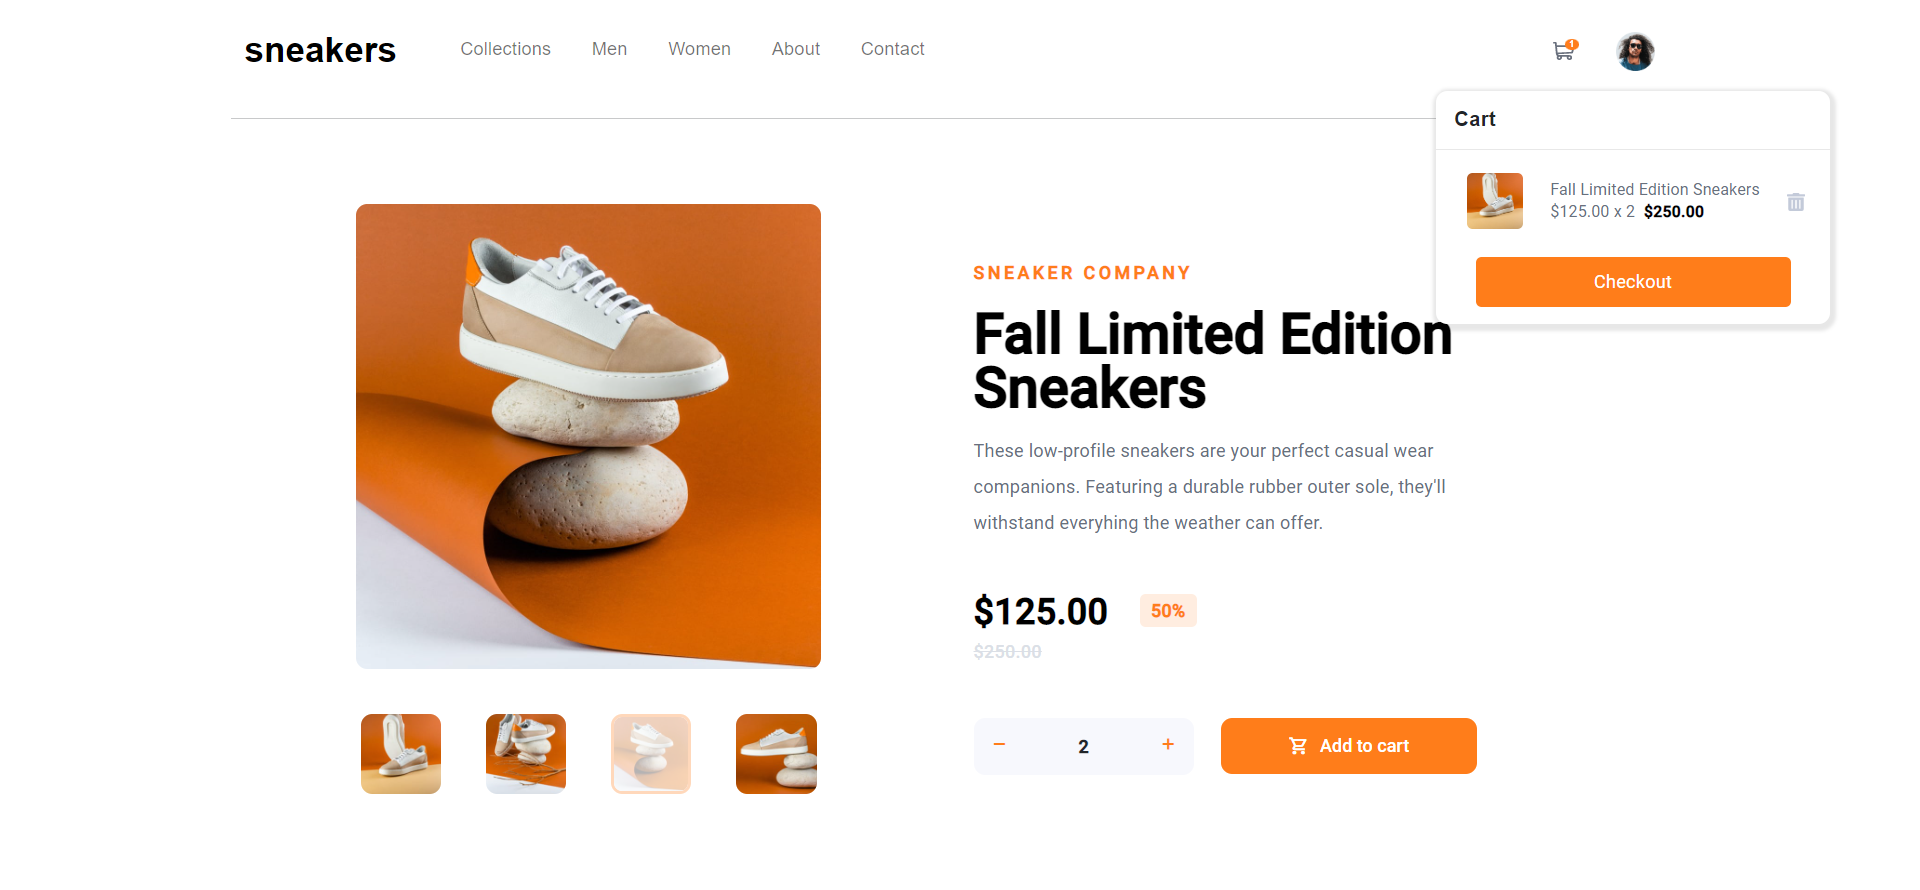 sneakers
Collections
Men
Women
About
Contact
1
Cart
Fall Limited Edition Sneakers
$125.00 x 2 $250.00
Checkout
SNEAKER COMPANY
Fall Limited Edition
Sneakers
These low-profile sneakers are your perfect casual wear
companions. Featuring a durable rubber outer sole, they'll
withstand everyhing the weather can offer.
$125.00
50%
$250.00
− 2 +
Add to cart